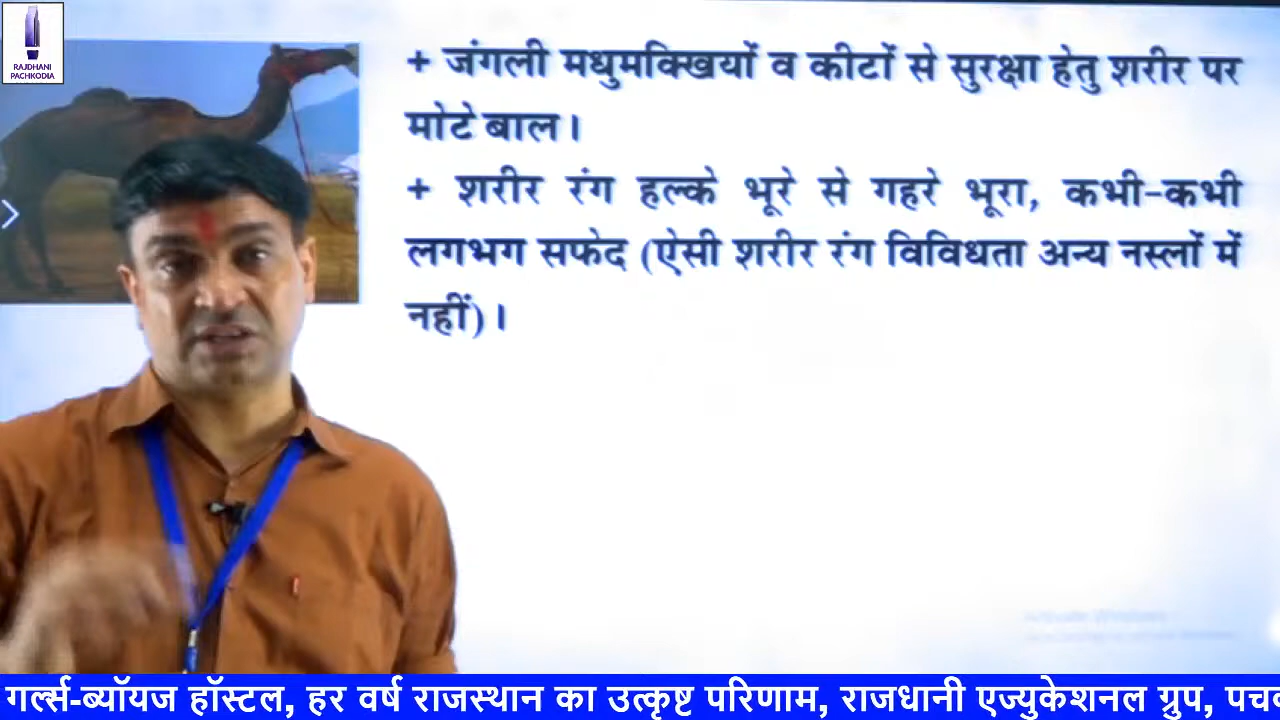 RAJDHANI
PACHKODIA
+ जंगली मधुमक्खियों व कीटों से सुरक्षा हेतु शरीर पर
मोटे बाल।
+ शरीर रंग हल्के भूरे से गहरे भूरा, कभी-कभी
लगभग सफेद (ऐसी शरीर रंग विविधता अन्य नस्लों में
नहीं)।
गर्ल्स-ब्यॉयज हॉस्टल, हर वर्ष राजस्थान का उत्कृष्ट परिणाम, राजधानी एज्युकेशनल ग्रुप,